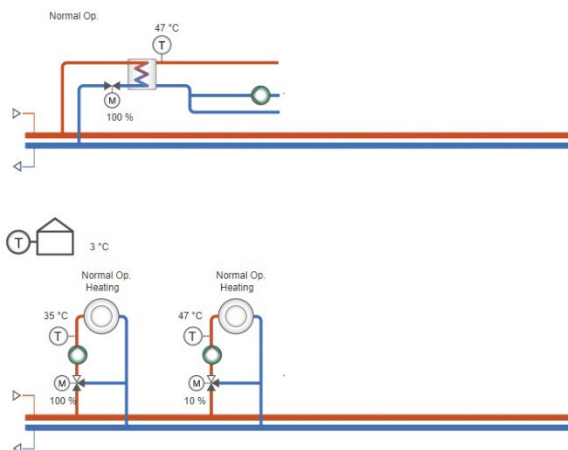 Normal Op.
47 °C
T
M
100 %
T
3 °C
Normal Op.
Heating
Normal Op.
Heating
35 °C
47 °C
T
T
M
M
100 %
10 %